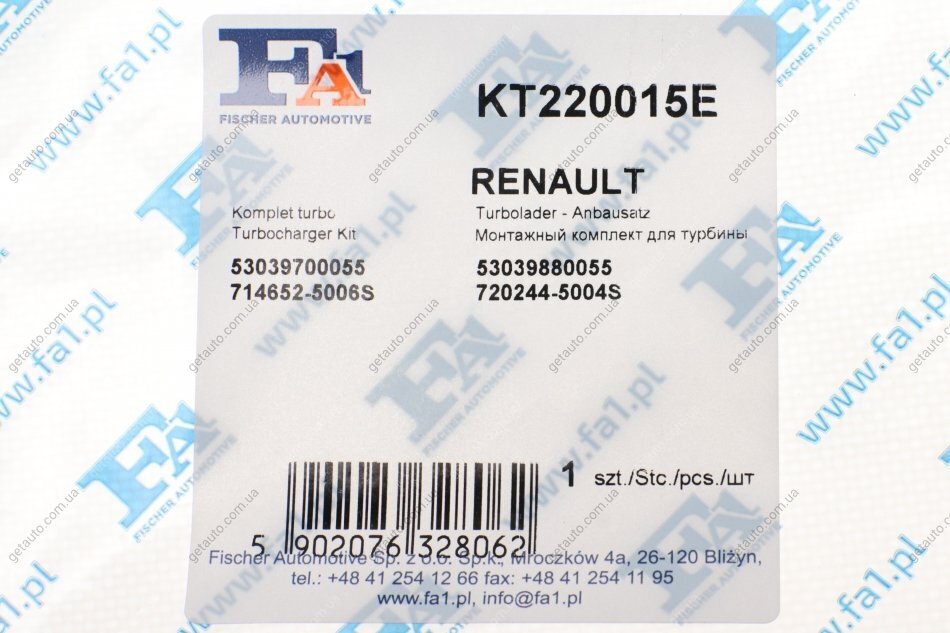 FA1
FISCHER AUTOMOTIVE
KT220015E
RENAULT
Komplet turbo
Turbocharger Kit
Turbolader - Anbausatz
Монтажный комплект для турбины
53039700055
714652-5006S
53039880055
720244-5004S
1 szt./Stc./pcs./шт
5 902076 328062
Fischer Automotive Sp. z o.o. Sp.k., Mroczków 4a, 26-120 Bliżyn,
tel.: +48 41 254 12 66 fax: +48 41 254 11 95
www.fa1.pl, info@fa1.pl
www.fa1.pl
FA1
FISCHER AUTOMOTIVE
getauto.com.ua